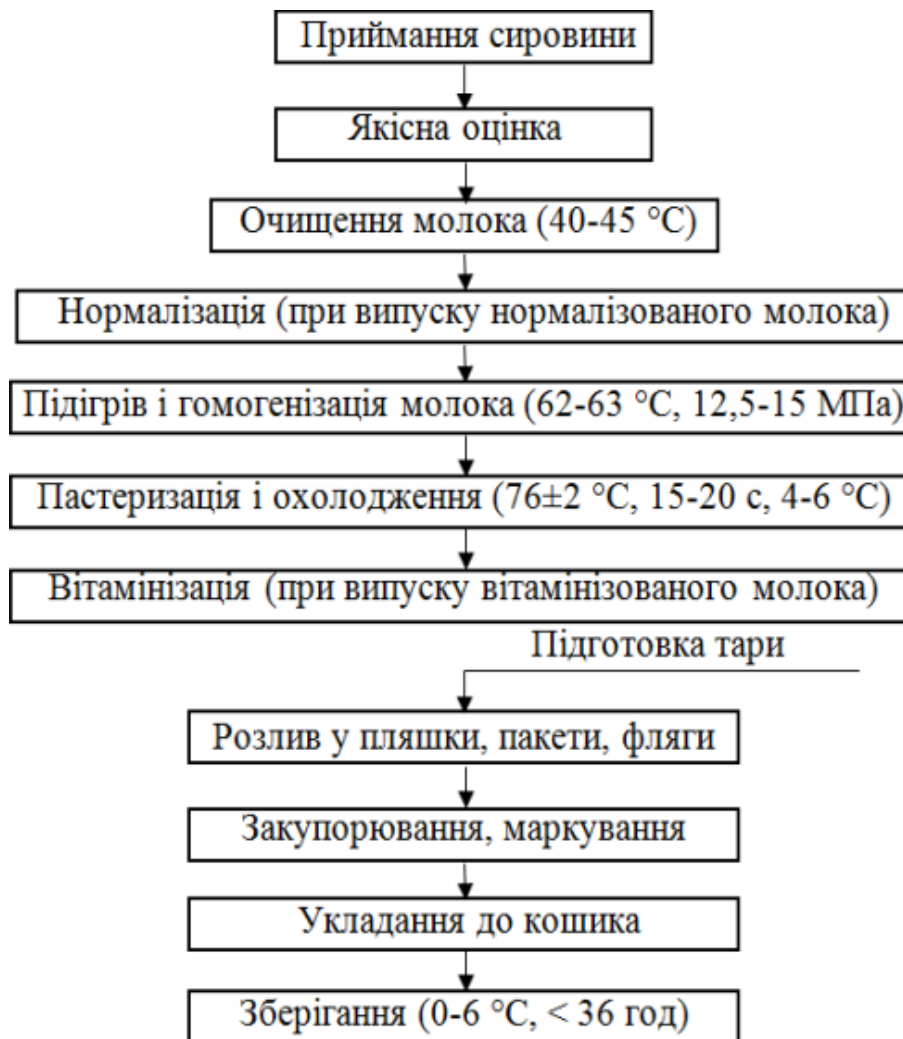 Приймання сировини
Якісна оцінка
Очищення молока (40-45 °С)
Нормалізація (при випуску нормалізованого молока)
Підігрів і гомогенізація молока (62-63 °С, 12,5-15 МПа)
Пастеризація і охолодження (76±2 °С, 15-20 с, 4-6 °С)
Вітамінізація (при випуску вітамінізованого молока)
Підготовка тари
Розлив у пляшки, пакети, фляги
Закупорювання, маркування
Укладання до кошика
Зберігання (0-6 °С, < 36 год)